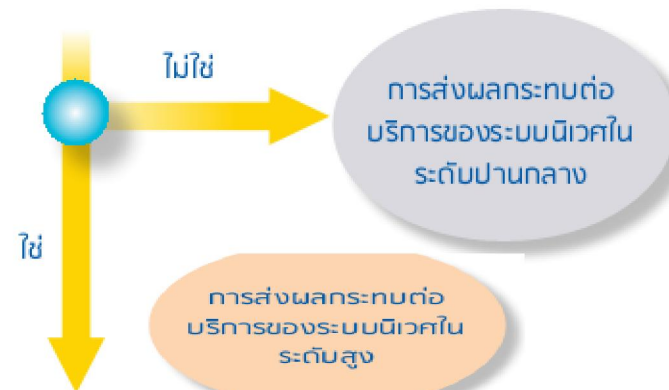 ไม่ใช่
การส่งผลกระทบต่อ
บริการของระบบนิเวศใน
ระดับปานกลาง
ใช่
การส่งผลกระทบต่อ
บริการของระบบนิเวศใน
ระดับสูง